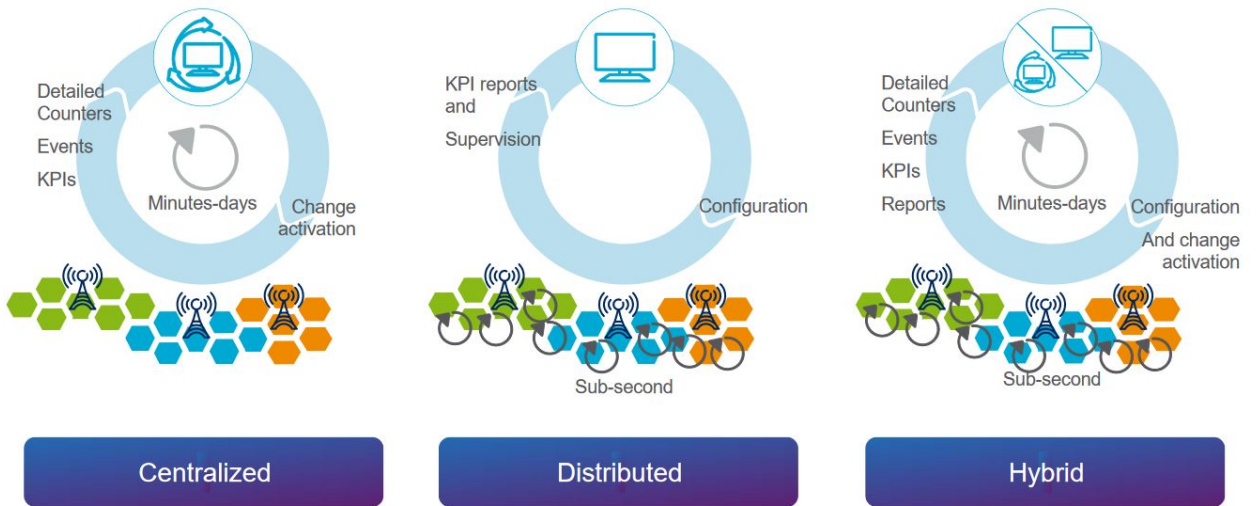 Detailed
Counters
Events
KPIs
Minutes-days
Change
activation
Centralized
KPI reports
and
Supervision
Configuration
Sub-second
Distributed
Detailed
Counters
Events
KPIs
Reports
Minutes-days
Configuration
And change
activation
Sub-second
Hybrid